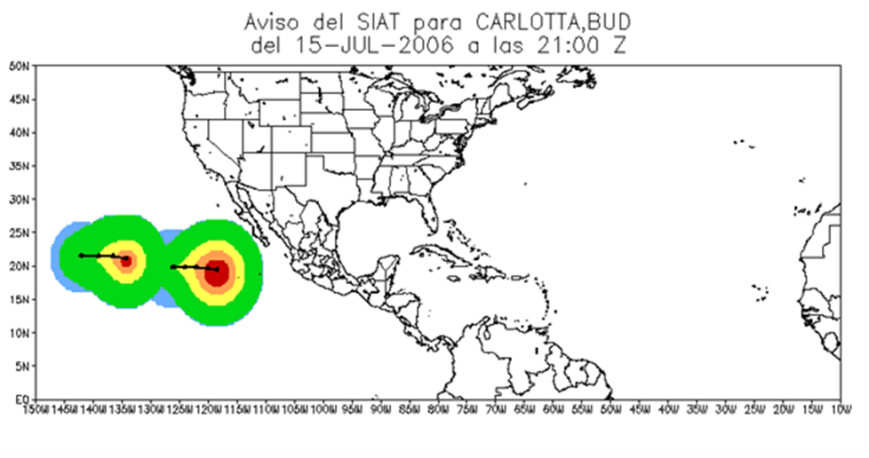 Aviso del SIAT para CARLOTTA,BUD
del 15-JUL-2006 a las 21:00 Z
50N
45N
40N
35N
30N
25N
20N
15N
10N
5N
EQ
150W 145W 140W 135W 130W 125W 120W 115W 110W 105W 100W 95W 90W 85W 80W 75W 70W 65W 60W 55W 50W 45W 40W 35W 30W 25W 20W 15W 10W